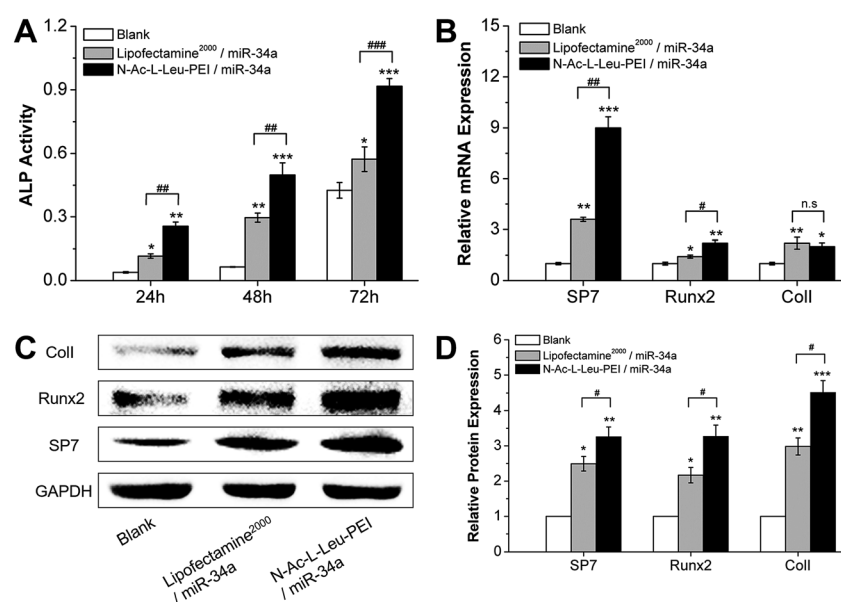 A
Blank
Lipofectamine²⁰⁰⁰ / miR-34a
N-Ac-L-Leu-PEI / miR-34a
ALP Activity
1.2
0.9
0.6
0.3
0.0
* ** ##
** *** ##
* *** ###
24h 48h 72h
B
Blank
Lipofectamine²⁰⁰⁰ / miR-34a
N-Ac-L-Leu-PEI / miR-34a
Relative mRNA Expression
15
12
9
6
3
0
** *** ##
* ** #
** * n.s
SP7 Runx2 ColI
C
ColI
Runx2
SP7
GAPDH
Blank
Lipofectamine²⁰⁰⁰
/ miR-34a
N-Ac-L-Leu-PEI
/ miR-34a
D
Blank
Lipofectamine²⁰⁰⁰ / miR-34a
N-Ac-L-Leu-PEI / miR-34a
Relative Protein Expression
6
5
4
3
2
1
0
* ** #
* ** #
** *** #
SP7 Runx2 ColI